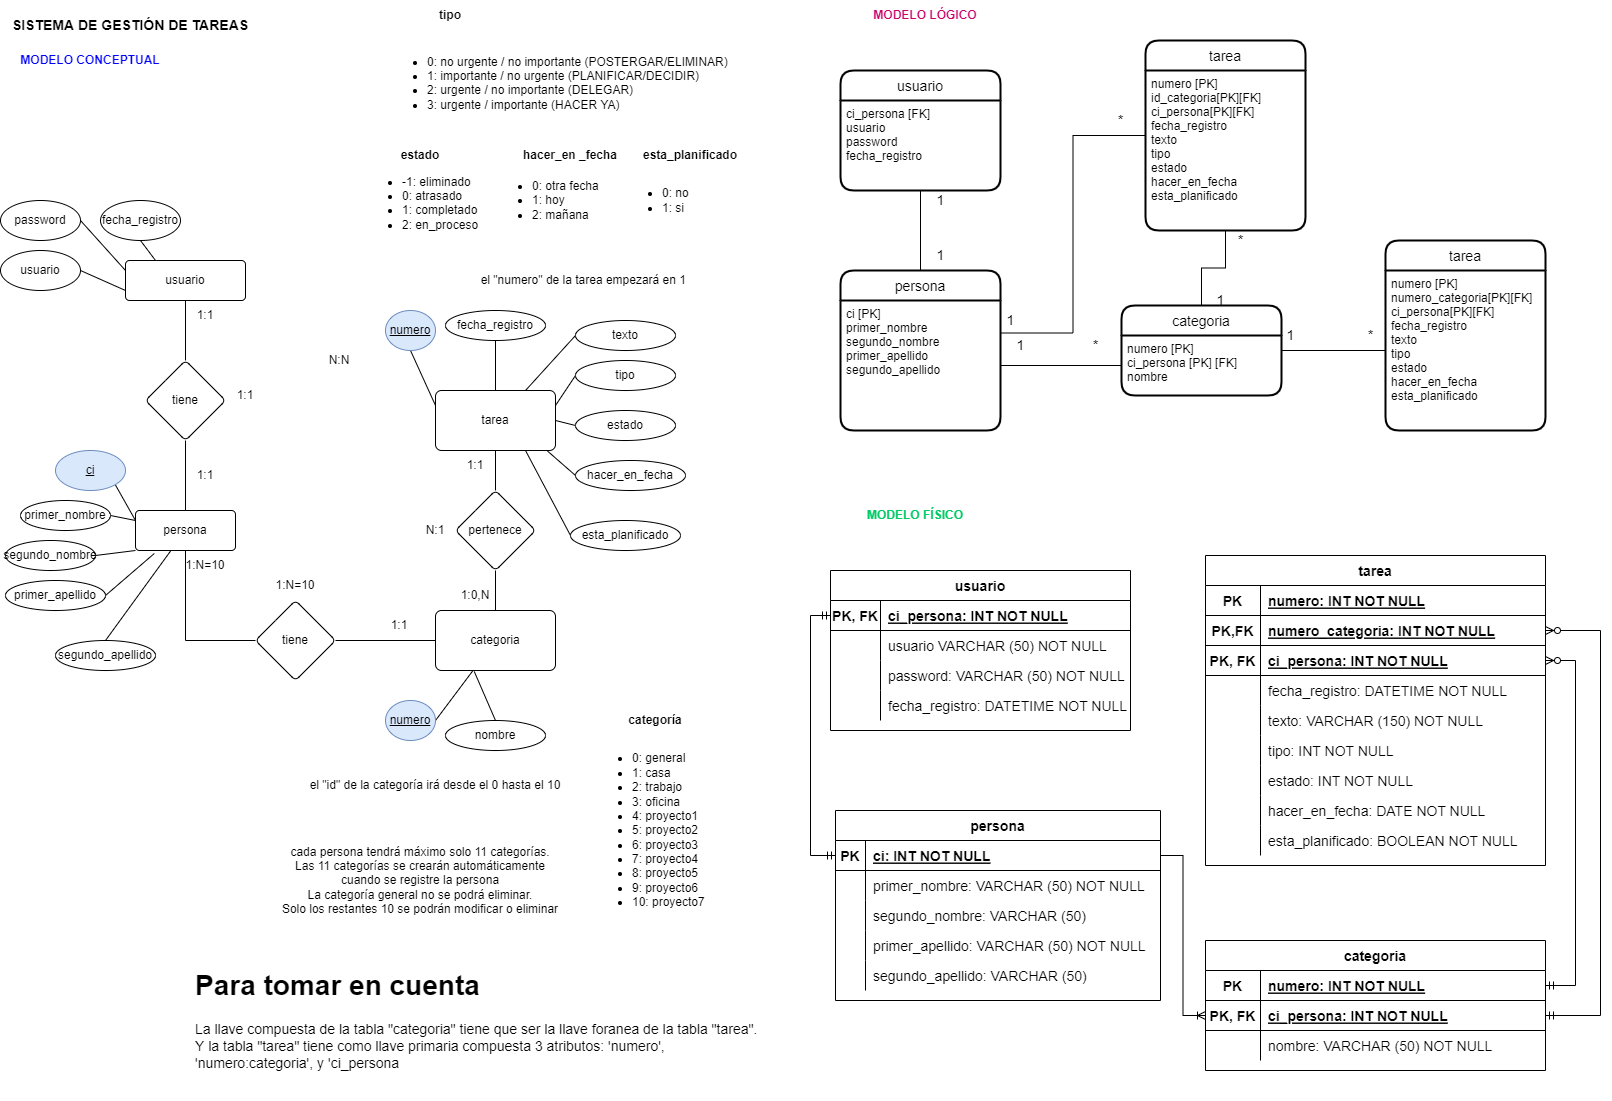 SISTEMA DE GESTIÓN DE TAREAS
MODELO CONCEPTUAL
tipo
0: no urgente / no importante (POSTERGAR/ELIMINAR)
1: importante / no urgente (PLANIFICAR/DECIDIR)
2: urgente / no importante (DELEGAR)
3: urgente / importante (HACER YA)
estado
-1: eliminado
0: atrasado
1: completado
2: en_proceso
hacer_en _fecha
0: otra fecha
1: hoy
2: mañana
esta_planificado
0: no
1: si
password
fecha_registro
usuario
usuario
1:1
tiene
1:1
1:1
ci
primer_nombre
segundo_nombre
primer_apellido
segundo_apellido
persona
1:N=10
1:N=10
tiene
1:1
el "numero" de la tarea empezará en 1
N:N
numero
fecha_registro
texto
tipo
estado
hacer_en_fecha
esta_planificado
tarea
1:1
N:1
pertenece
1:0,N
categoria
numero
nombre
el "id" de la categoría irá desde el 0 hasta el 10
categoría
0: general
1: casa
2: trabajo
3: oficina
4: proyecto1
5: proyecto2
6: proyecto3
7: proyecto4
8: proyecto5
9: proyecto6
10: proyecto7
cada persona tendrá máximo solo 11 categorías.
Las 11 categorías se crearán automáticamente
cuando se registre la persona
La categoría general no se podrá eliminar.
Solo los restantes 10 se podrán modificar o eliminar
Para tomar en cuenta
La llave compuesta de la tabla "categoria" tiene que ser la llave foranea de la tabla "tarea".
Y la tabla "tarea" tiene como llave primaria compuesta 3 atributos: 'numero',
'numero:categoria', y 'ci_persona
MODELO LÓGICO
usuario
ci_persona [FK]
usuario
password
fecha_registro
1
1
persona
ci [PK]
primer_nombre
segundo_nombre
primer_apellido
segundo_apellido
1
*
1
*
tarea
numero [PK]
id_categoria[PK][FK]
ci_persona[PK][FK]
fecha_registro
texto
tipo
estado
hacer_en_fecha
esta_planificado
*
1
categoria
numero [PK]
ci_persona [PK] [FK]
nombre
1
*
tarea
numero [PK]
numero_categoria[PK][FK]
ci_persona[PK][FK]
fecha_registro
texto
tipo
estado
hacer_en_fecha
esta_planificado
MODELO FÍSICO
usuario
PK, FK ci_persona: INT NOT NULL
usuario VARCHAR (50) NOT NULL
password: VARCHAR (50) NOT NULL
fecha_registro: DATETIME NOT NULL
persona
PK ci: INT NOT NULL
primer_nombre: VARCHAR (50) NOT NULL
segundo_nombre: VARCHAR (50)
primer_apellido: VARCHAR (50) NOT NULL
segundo_apellido: VARCHAR (50)
tarea
PK numero: INT NOT NULL
PK,FK numero_categoria: INT NOT NULL
PK, FK ci_persona: INT NOT NULL
fecha_registro: DATETIME NOT NULL
texto: VARCHAR (150) NOT NULL
tipo: INT NOT NULL
estado: INT NOT NULL
hacer_en_fecha: DATE NOT NULL
esta_planificado: BOOLEAN NOT NULL
categoria
PK numero: INT NOT NULL
PK, FK ci_persona: INT NOT NULL
nombre: VARCHAR (50) NOT NULL